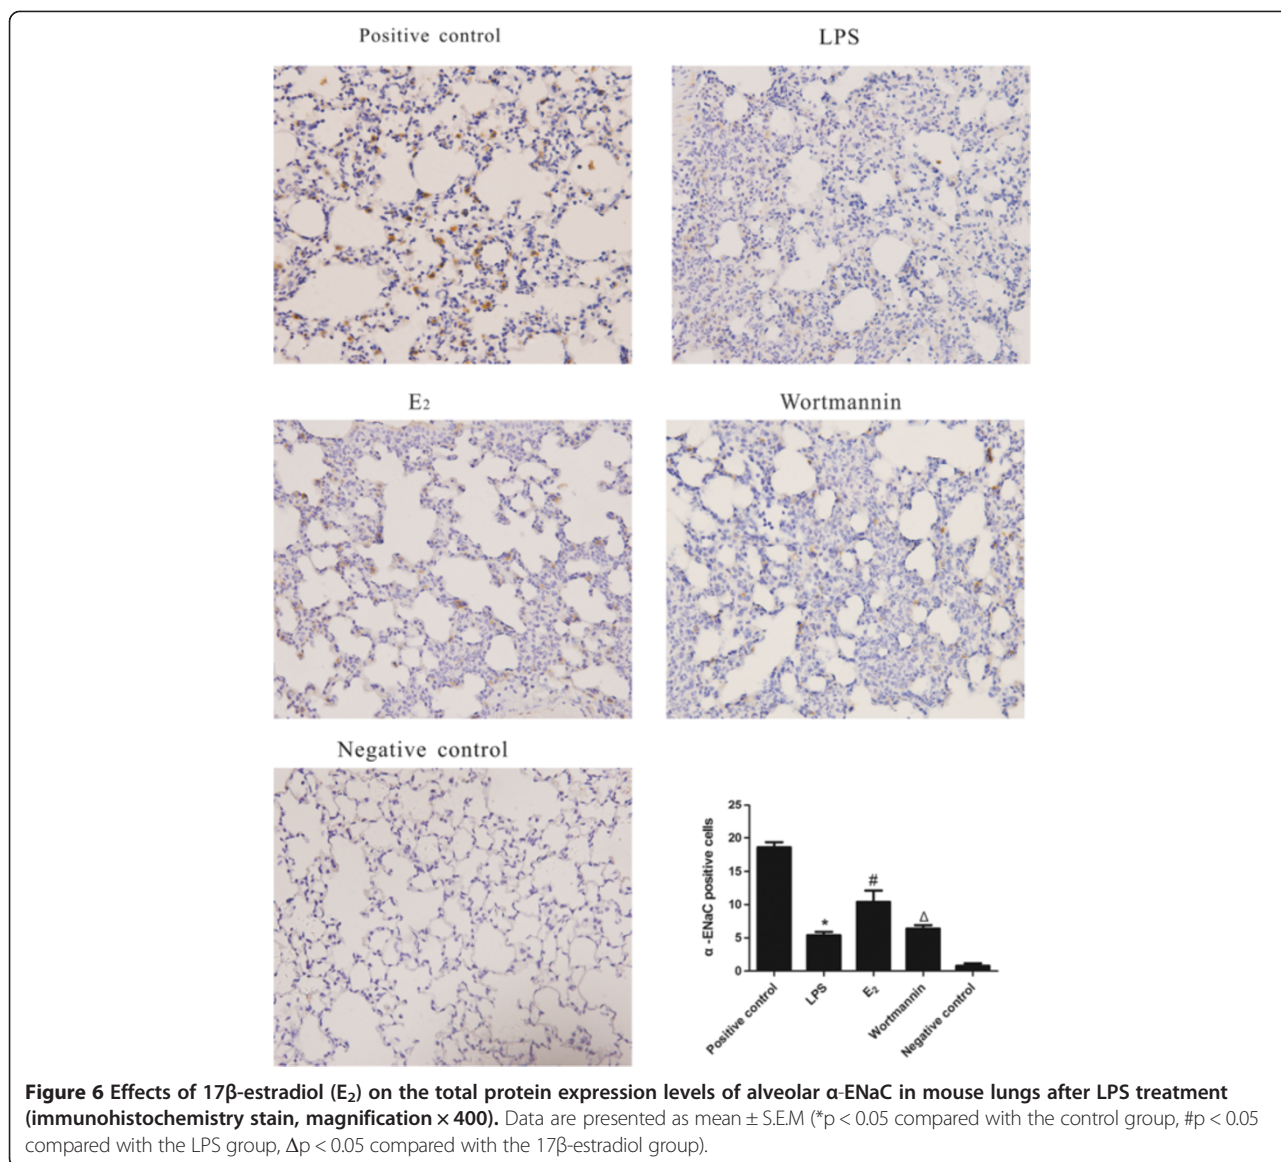 Positive control
LPS
E₂
Wortmannin
Negative control
25
20
15
10
5
0
α -ENaC positive cells
*
#
Δ
Positive control
LPS
E₂
Wortmannin
Negative control
Figure 6 Effects of 17β-estradiol (E₂) on the total protein expression levels of alveolar α-ENaC in mouse lungs after LPS treatment
(immunohistochemistry stain, magnification × 400). Data are presented as mean ± S.E.M (*p < 0.05 compared with the control group, #p < 0.05
compared with the LPS group, Δp < 0.05 compared with the 17β-estradiol group).